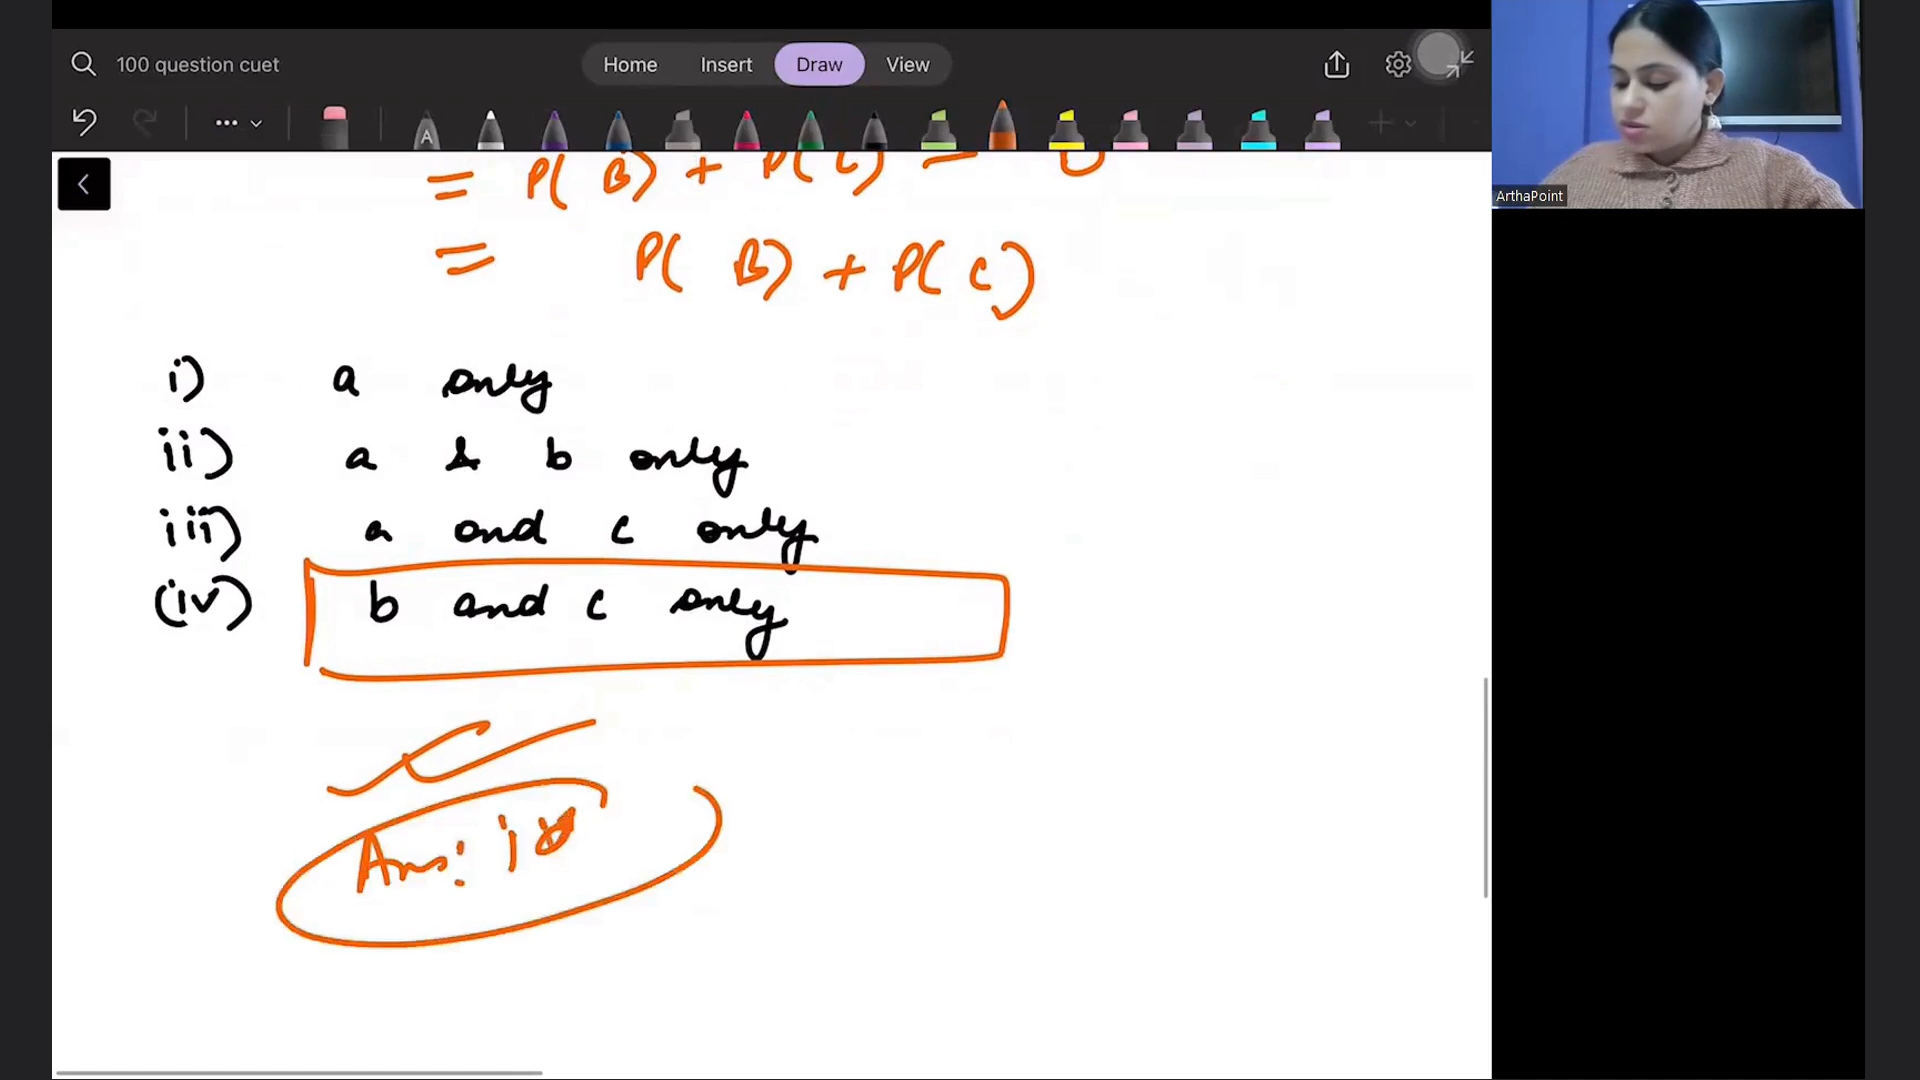 100 question cuet
Home Insert Draw View
A
ArthaPoint
= P(B) + P(C) - 0
= P(B) + P(C)
i) a only
ii) a & b only
iii) a and c only
(iv) b and c only
Ans: iv